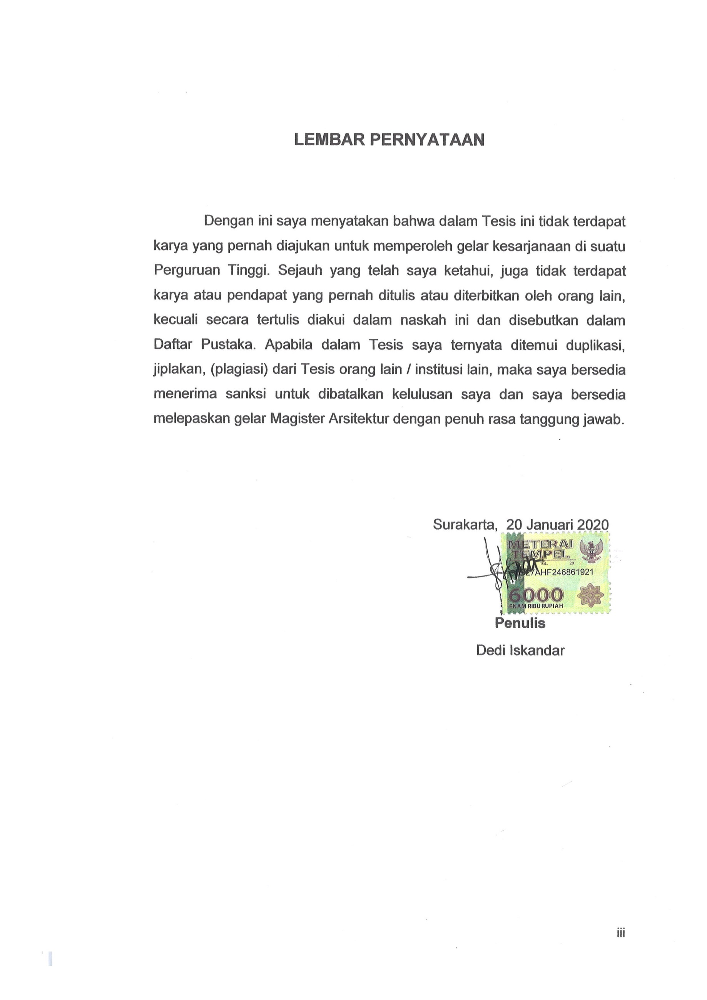 LEMBAR PERNYATAAN
Dengan ini saya menyatakan bahwa dalam Tesis ini tidak terdapat
karya yang pernah diajukan untuk memperoleh gelar kesarjanaan di suatu
Perguruan Tinggi. Sejauh yang telah saya ketahui, juga tidak terdapat
karya atau pendapat yang pernah ditulis atau diterbitkan oleh orang lain,
kecuali secara tertulis diakui dalam naskah ini dan disebutkan dalam
Daftar Pustaka. Apabila dalam Tesis saya ternyata ditemui duplikasi,
jiplakan, (plagiasi) dari Tesis orang lain / institusi lain, maka saya bersedia
menerima sanksi untuk dibatalkan kelulusan saya dan saya bersedia
melepaskan gelar Magister Arsitektur dengan penuh rasa tanggung jawab.
Surakarta, 20 Januari 2020
METERAI
TEMPEL
TGL. 20
27AHF246861921
6000
ENAM RIBU RUPIAH
Penulis
Dedi Iskandar
iii